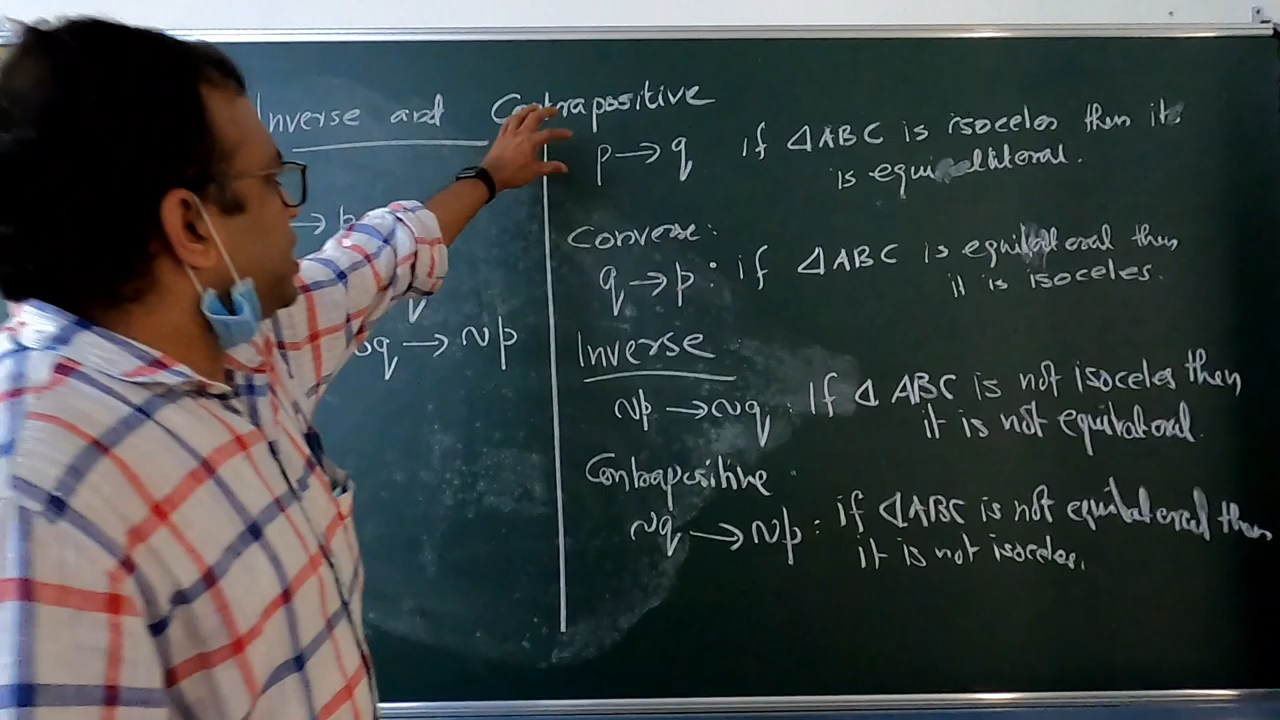 Inverse and Contrapositive
→ p
q
q → ~p
p → q if △ABC is isoceles then it
is equilateral.
Converse:
q → p : if △ABC is equilateral then
it is isoceles.
Inverse
~p → ~q : If △ ABC is not isoceles then
it is not equilateral.
Contrapositive
~q → ~p : if △ABC is not equilateral then
it is not isoceles.